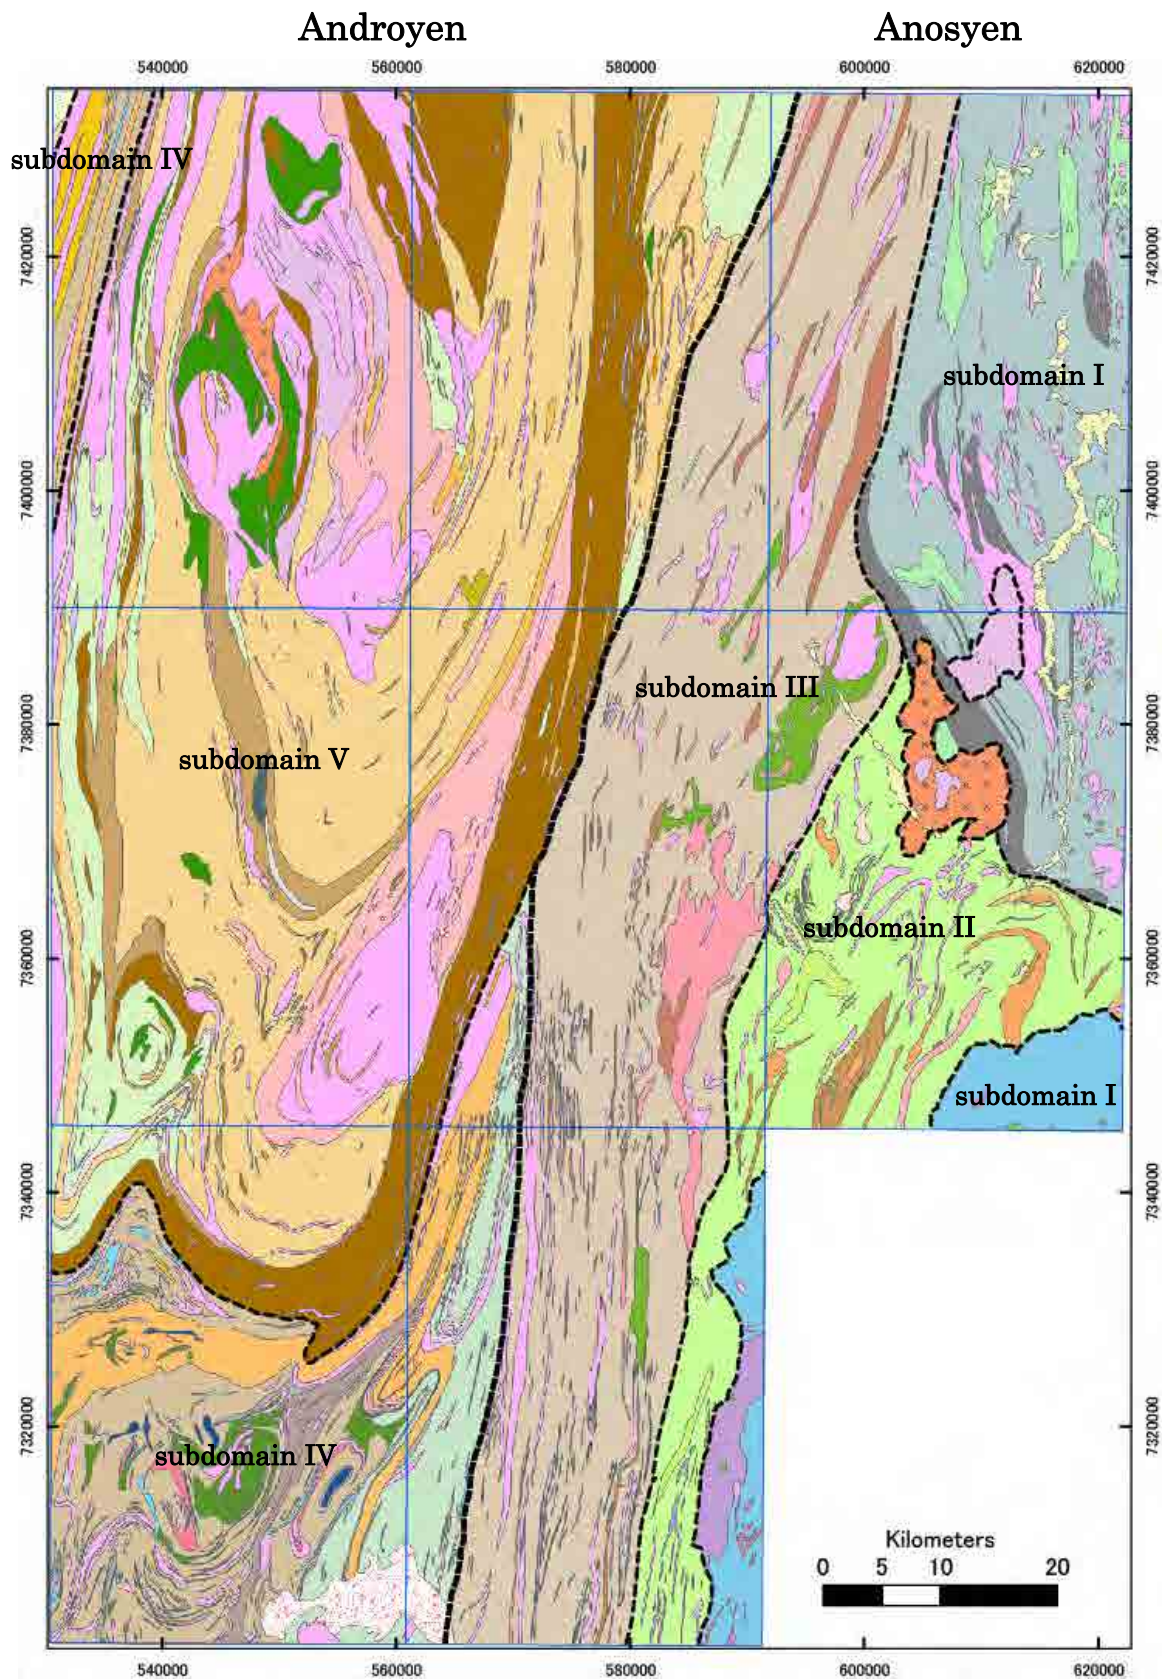 Androyen Anosyen
540000 560000 580000 600000 620000
subdomain IV
7420000 7420000
subdomain I
7400000 7400000
subdomain III
7380000 7380000
subdomain V
subdomain II
7360000 7360000
subdomain I
7340000 7340000
7320000 7320000
subdomain IV
Kilometers
0 5 10 20
540000 560000 580000 600000 620000